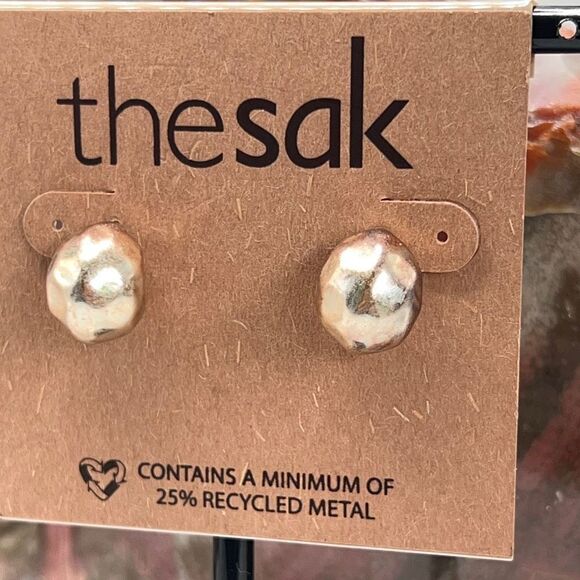 thesak
CONTAINS A MINIMUM OF
25% RECYCLED METAL